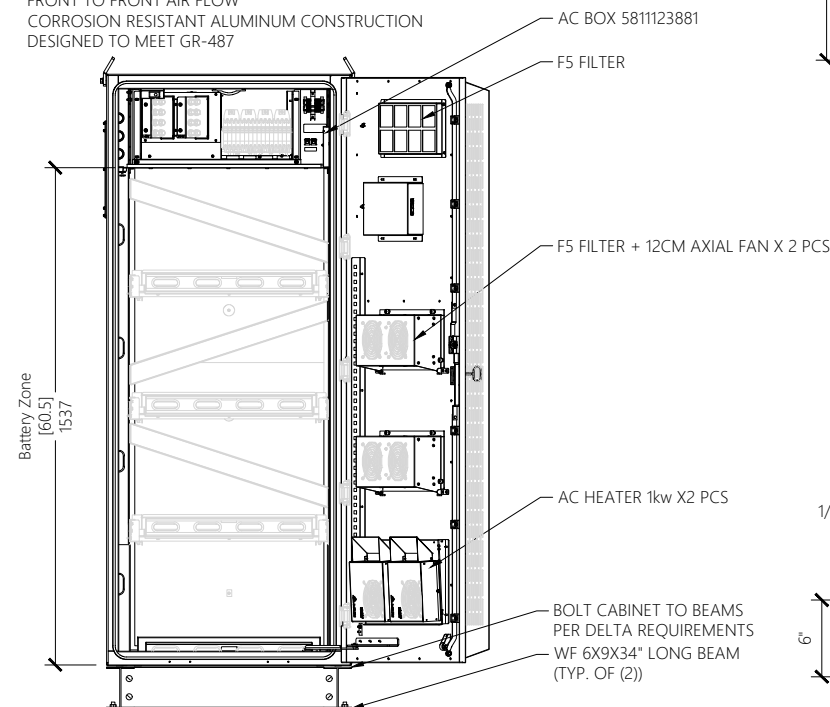 FRONT TO FRONT AIR FLOW
CORROSION RESISTANT ALUMINUM CONSTRUCTION
DESIGNED TO MEET GR-487
AC BOX 5811123881
F5 FILTER
F5 FILTER + 12CM AXIAL FAN X 2 PCS
Battery Zone
[60.5]
1537
AC HEATER 1kw X2 PCS
1/
BOLT CABINET TO BEAMS
PER DELTA REQUIREMENTS
WF 6X9X34" LONG BEAM
(TYP. OF (2))
6"